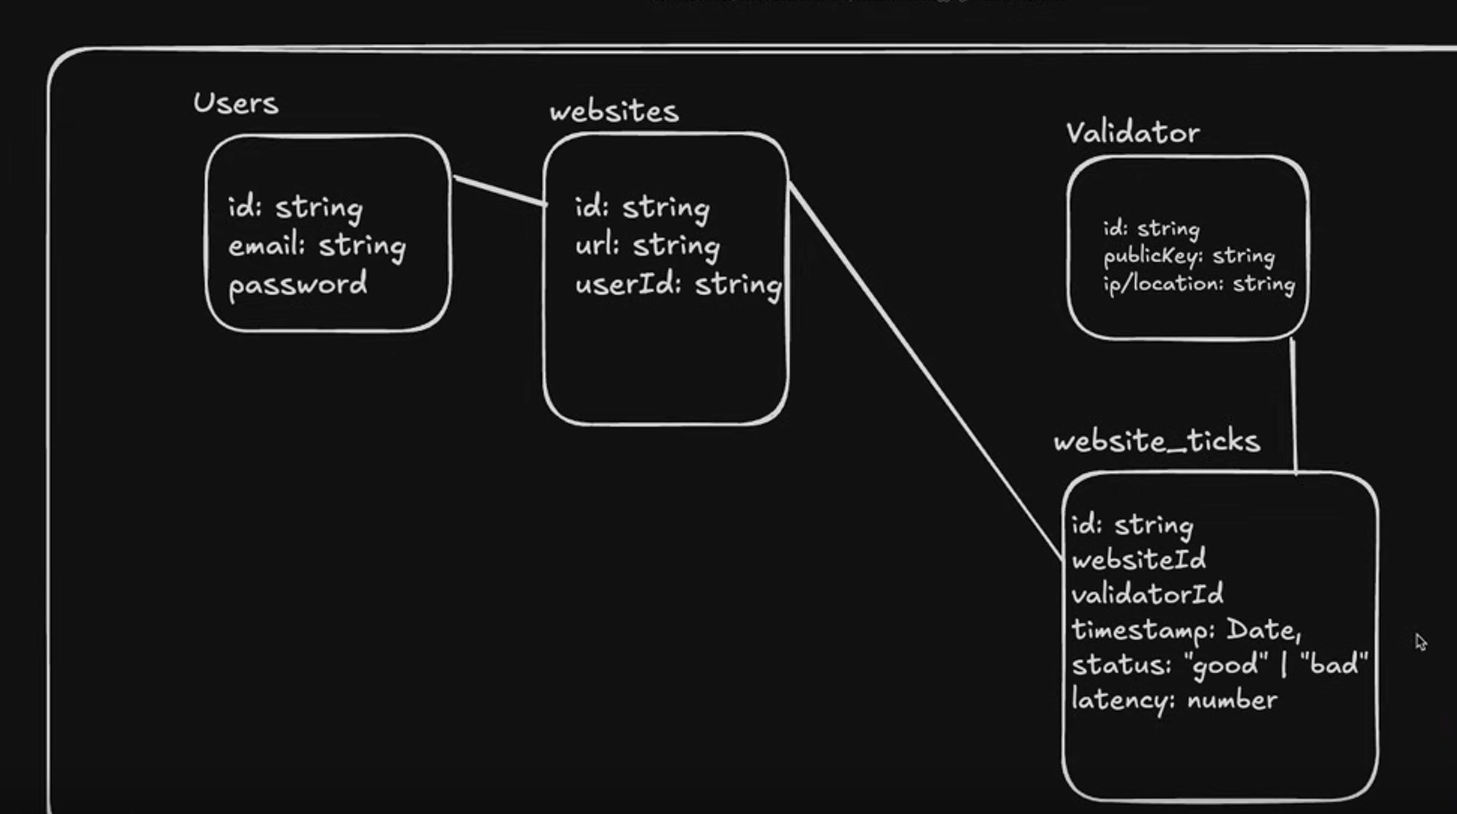 Users
id: string
email: string
password
websites
id: string
url: string
userId: string
Validator
id: string
publicKey: string
ip/location: string
website_ticks
id: string
websiteId
validatorId
timestamp: Date,
status: "good" | "bad"
latency: number